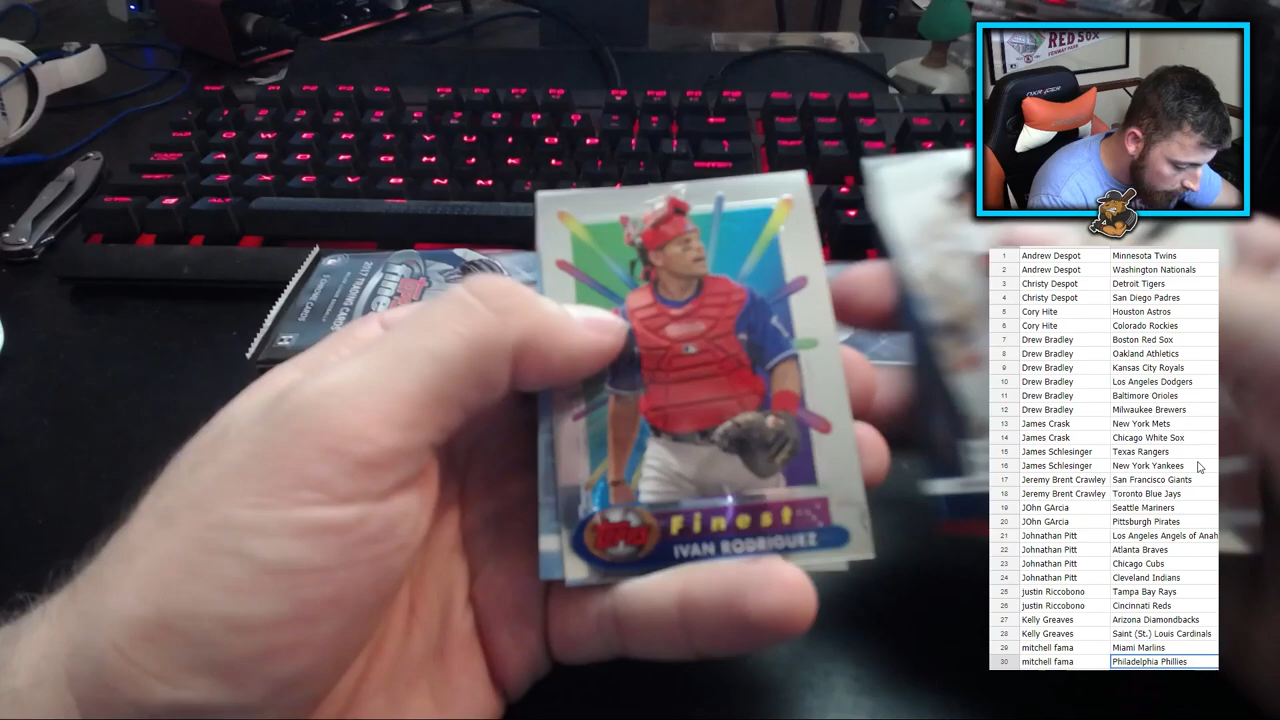 RED SOX
FENWAY PARK
2017 TRADING CARDS
5 CHROME CARDS
Topps
Finest
IVAN RODRIGUEZ
1 Andrew Despot Minnesota Twins
2 Andrew Despot Washington Nationals
3 Christy Despot Detroit Tigers
4 Christy Despot San Diego Padres
5 Cory Hite Houston Astros
6 Cory Hite Colorado Rockies
7 Drew Bradley Boston Red Sox
8 Drew Bradley Oakland Athletics
9 Drew Bradley Kansas City Royals
10 Drew Bradley Los Angeles Dodgers
11 Drew Bradley Baltimore Orioles
12 Drew Bradley Milwaukee Brewers
13 James Crask New York Mets
14 James Crask Chicago White Sox
15 James Schlesinger Texas Rangers
16 James Schlesinger New York Yankees
17 Jeremy Brent Crawley San Francisco Giants
18 Jeremy Brent Crawley Toronto Blue Jays
19 JOhn GArcia Seattle Mariners
20 JOhn GArcia Pittsburgh Pirates
21 Johnathan Pitt Los Angeles Angels of Anah
22 Johnathan Pitt Atlanta Braves
23 Johnathan Pitt Chicago Cubs
24 Johnathan Pitt Cleveland Indians
25 justin Riccobono Tampa Bay Rays
26 justin Riccobono Cincinnati Reds
27 Kelly Greaves Arizona Diamondbacks
28 Kelly Greaves Saint (St.) Louis Cardinals
29 mitchell fama Miami Marlins
30 mitchell fama Philadelphia Phillies